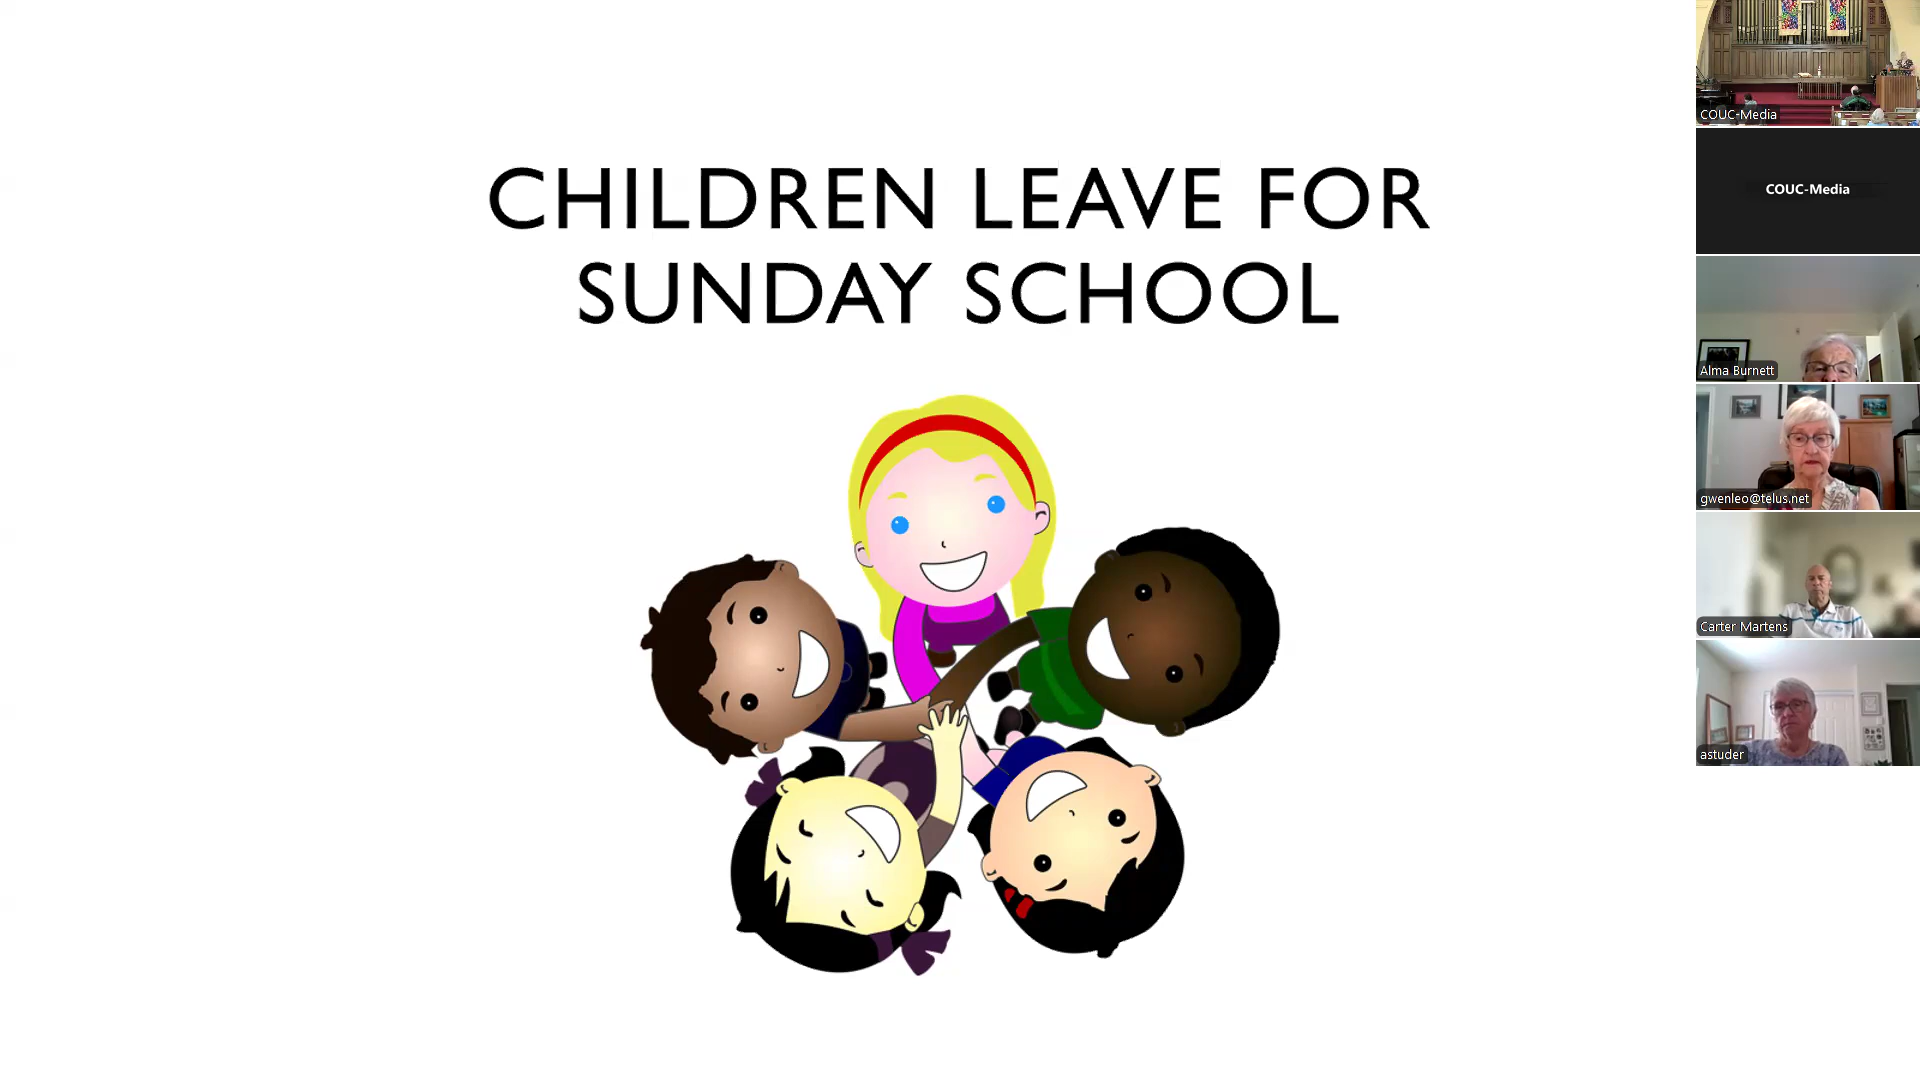 CHILDREN LEAVE FOR
SUNDAY SCHOOL
COUC-Media
COUC-Media
Alma Burnett
gwenleo@telus.net
Carter Martens
astuder